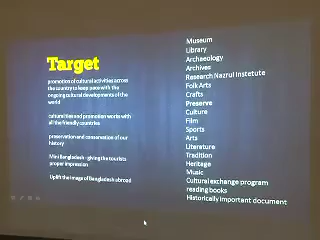 Target
promotion of cultural activities across
the country to keep pace with the
ongoing cultural developments of the
world
cultural ties and promotion works with
all the friendly countries
preservation and conservation of our
history
Mini Bangladesh - giving the tourists
proper impression
Uplift the image of Bangladesh abroad
Museum
Library
Archaeology
Archives
Research Nazrul Instetute
Folk Arts
Crafts
Preserve
Culture
Film
Sports
Arts
Literature
Tradition
Heritage
Music
Cultural exchange program
reading books
Historically important document